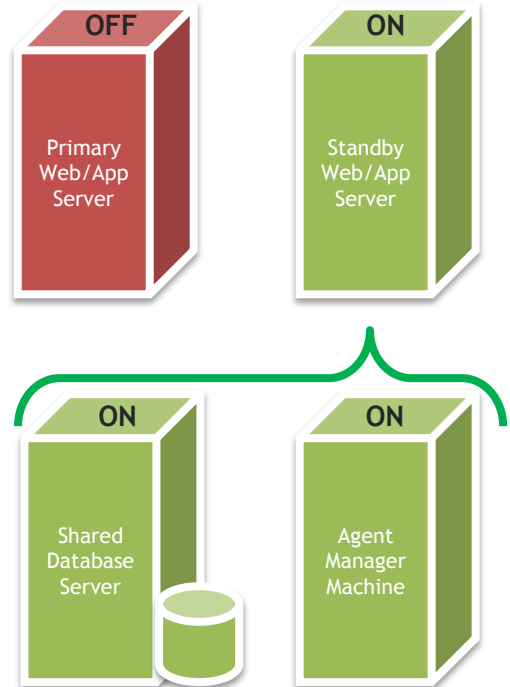 OFF
Primary
Web/App
Server
ON
Standby
Web/App
Server
ON
Shared
Database
Server
ON
Agent
Manager
Machine